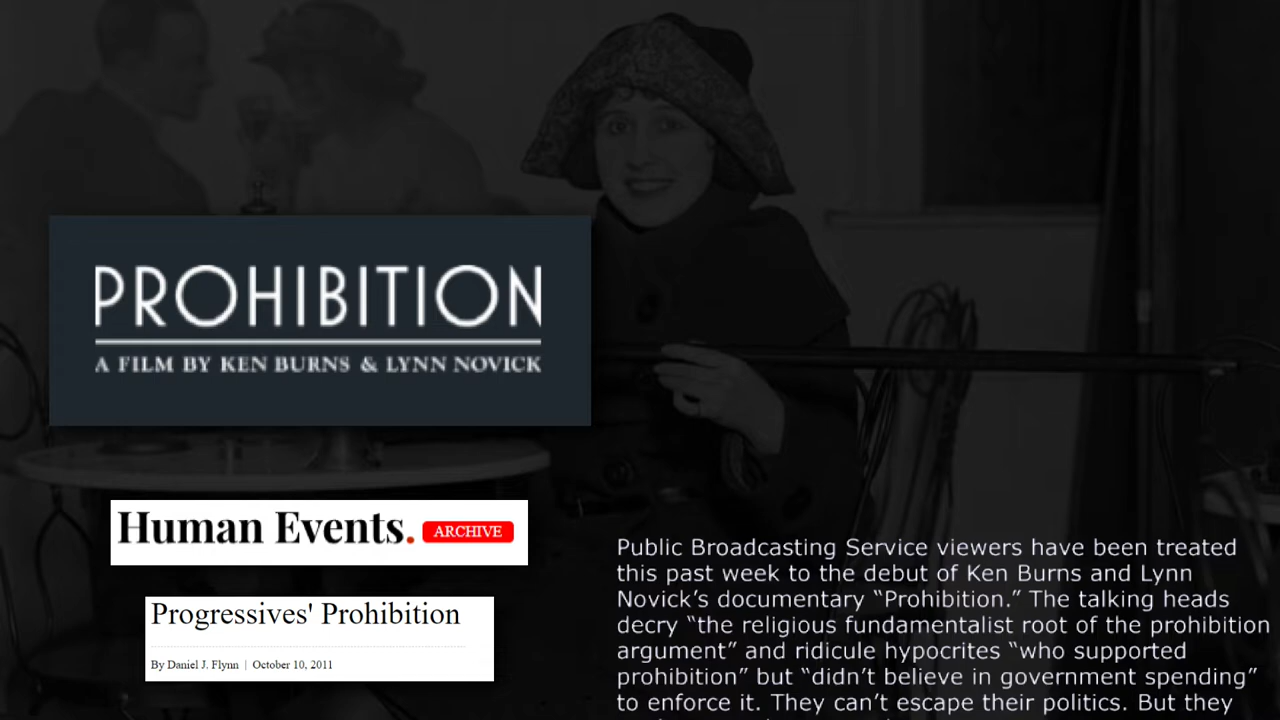 PROHIBITION
A FILM BY KEN BURNS & LYNN NOVICK
Human Events. ARCHIVE
Progressives' Prohibition
By Daniel J. Flynn | October 10, 2011
Public Broadcasting Service viewers have been treated
this past week to the debut of Ken Burns and Lynn
Novick’s documentary “Prohibition.” The talking heads
decry “the religious fundamentalist root of the prohibition
argument” and ridicule hypocrites “who supported
prohibition” but “didn’t believe in government spending”
to enforce it. They can’t escape their politics. But they